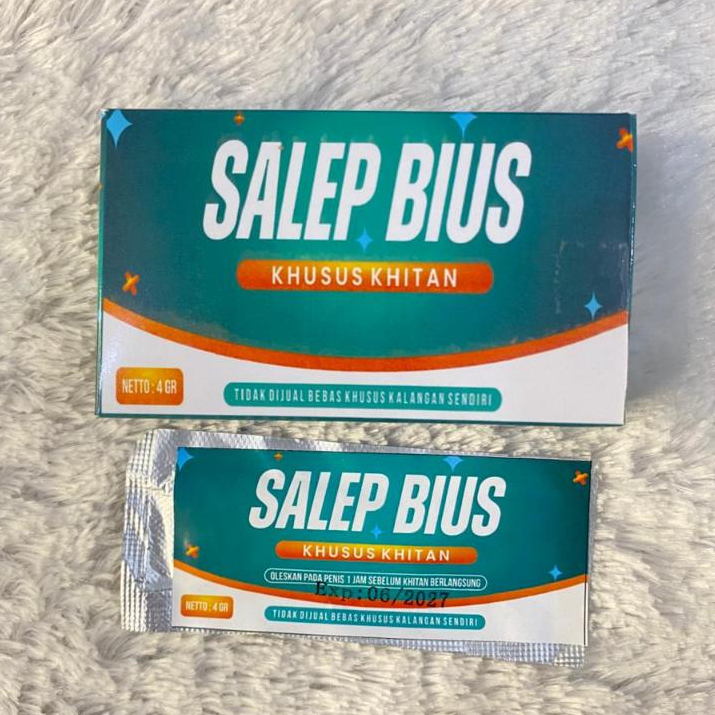 SALEP BIUS
KHUSUS KHITAN
NETTO : 4 GR
TIDAK DIJUAL BEBAS KHUSUS KALANGAN SENDIRI
SALEP BIUS
KHUSUS KHITAN
OLESKAN PADA PENIS 1 JAM SEBELUM KHITAN BERLANGSUNG
Exp:06/2027
NETTO : 4 GR
TIDAK DIJUAL BEBAS KHUSUS KALANGAN SENDIRI